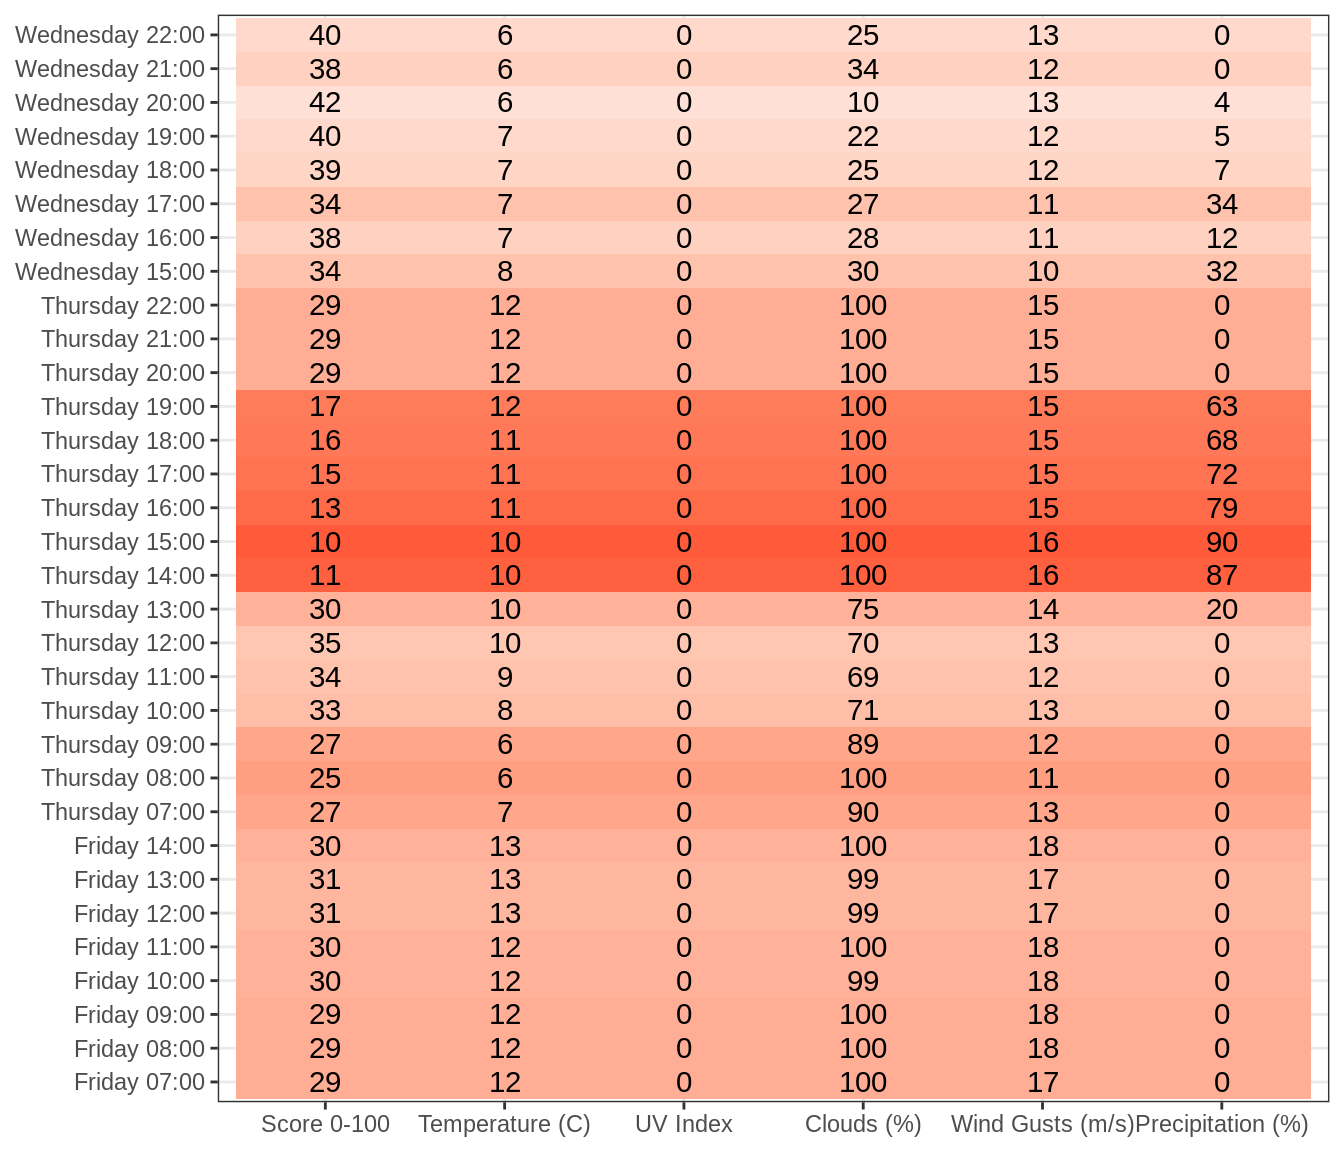 Wednesday 22:00 40 6 0 25 13 0
Wednesday 21:00 38 6 0 34 12 0
Wednesday 20:00 42 6 0 10 13 4
Wednesday 19:00 40 7 0 22 12 5
Wednesday 18:00 39 7 0 25 12 7
Wednesday 17:00 34 7 0 27 11 34
Wednesday 16:00 38 7 0 28 11 12
Wednesday 15:00 34 8 0 30 10 32
Thursday 22:00 29 12 0 100 15 0
Thursday 21:00 29 12 0 100 15 0
Thursday 20:00 29 12 0 100 15 0
Thursday 19:00 17 12 0 100 15 63
Thursday 18:00 16 11 0 100 15 68
Thursday 17:00 15 11 0 100 15 72
Thursday 16:00 13 11 0 100 15 79
Thursday 15:00 10 10 0 100 16 90
Thursday 14:00 11 10 0 100 16 87
Thursday 13:00 30 10 0 75 14 20
Thursday 12:00 35 10 0 70 13 0
Thursday 11:00 34 9 0 69 12 0
Thursday 10:00 33 8 0 71 13 0
Thursday 09:00 27 6 0 89 12 0
Thursday 08:00 25 6 0 100 11 0
Thursday 07:00 27 7 0 90 13 0
Friday 14:00 30 13 0 100 18 0
Friday 13:00 31 13 0 99 17 0
Friday 12:00 31 13 0 99 17 0
Friday 11:00 30 12 0 100 18 0
Friday 10:00 30 12 0 99 18 0
Friday 09:00 29 12 0 100 18 0
Friday 08:00 29 12 0 100 18 0
Friday 07:00 29 12 0 100 17 0
Score 0-100 Temperature (C) UV Index Clouds (%) Wind Gusts (m/s) Precipitation (%)